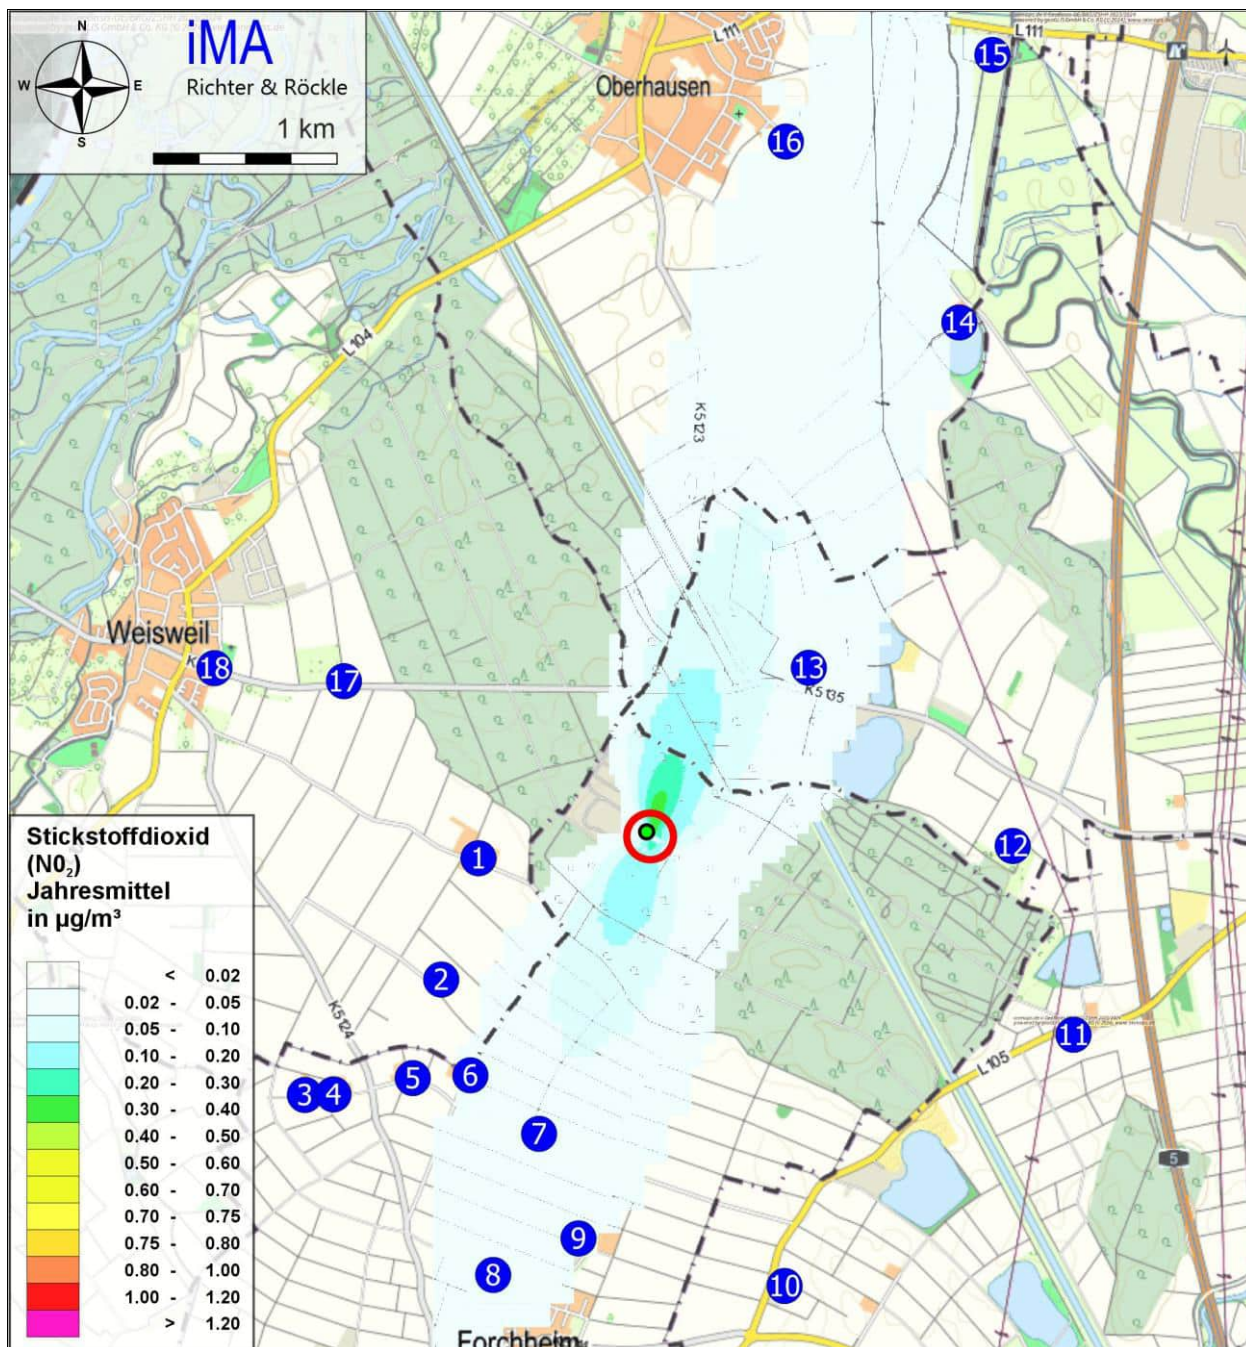 N
W E
S
iMA
Richter & Röckle
1 km
L111
L111
15
Oberhausen
16
14
L104
K5123
Weisweil
18
17
13
K5135
Stickstoffdioxid
(N0₂)
Jahresmittel
in µg/m³
< 0.02
0.02 - 0.05
0.05 - 0.10
0.10 - 0.20
0.20 - 0.30
0.30 - 0.40
0.40 - 0.50
0.50 - 0.60
0.60 - 0.70
0.70 - 0.75
0.75 - 0.80
0.80 - 1.00
1.00 - 1.20
> 1.20
1
12
2
K5124
11
L105
3
4
5
6
7
5
9
8
10
Forchheim